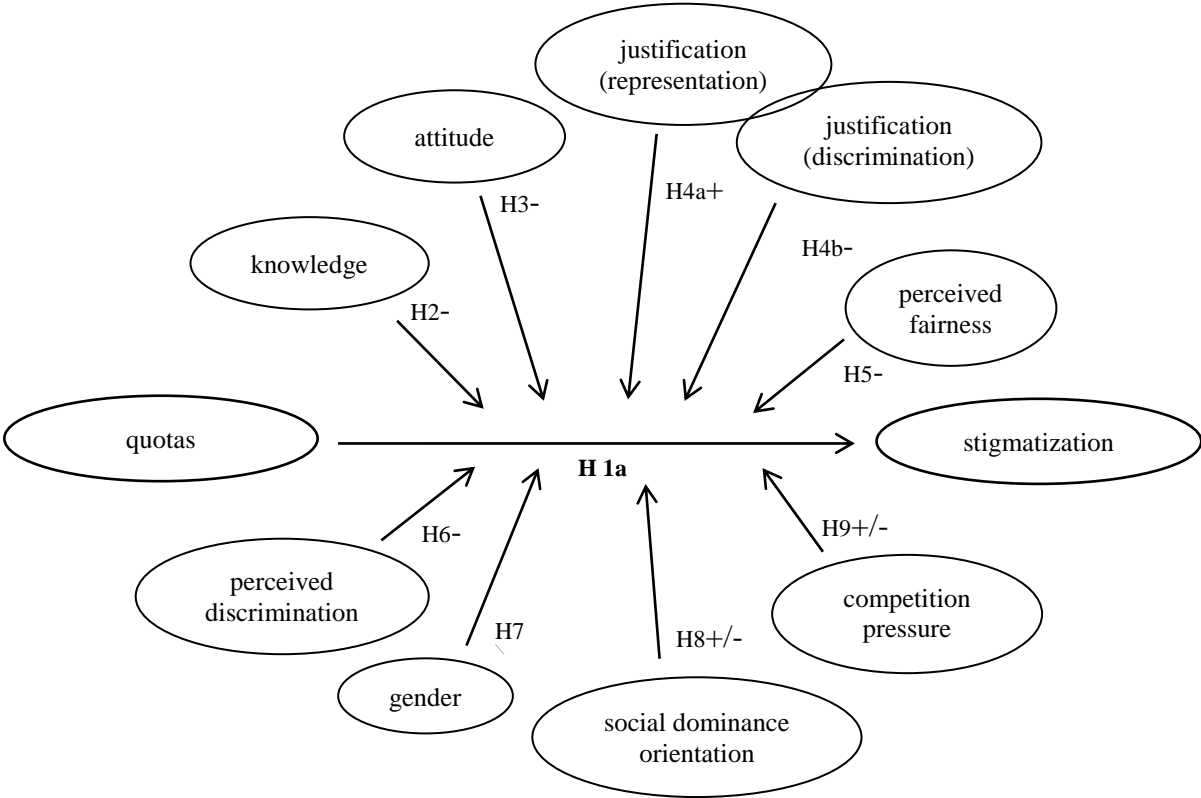 justification
(representation)
justification
(discrimination)
attitude
H3-
H4a+
H4b-
knowledge
H2-
perceived
fairness
H5-
quotas
H 1a
stigmatization
H6-
perceived
discrimination
H7
gender
H8+/-
social dominance
orientation
H9+/-
competition
pressure